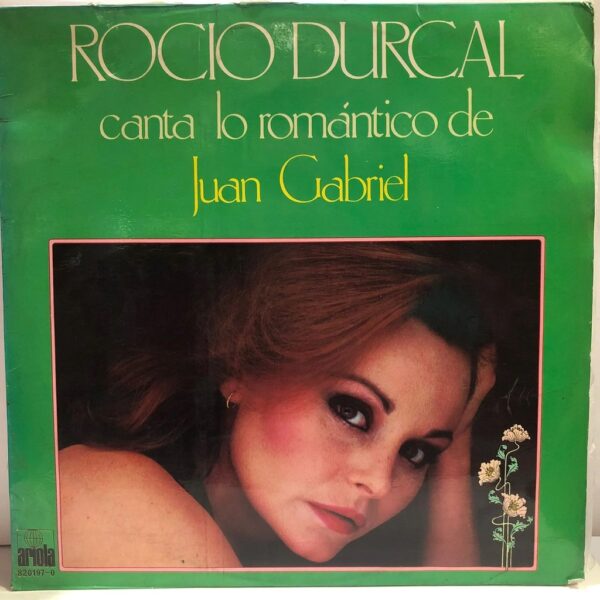 ROCIO DURCAL
canta lo romántico de
Juan Gabriel
ariola
820197-0